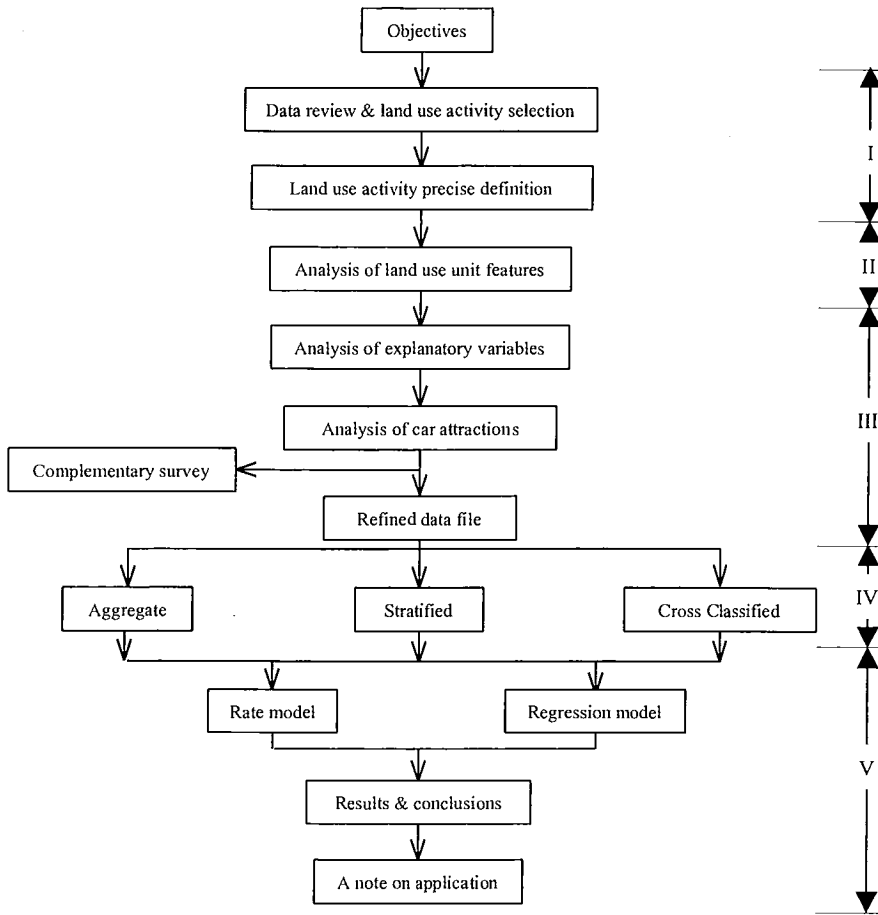 Objectives
Data review & land use activity selection
I
Land use activity precise definition
Analysis of land use unit features
II
Analysis of explanatory variables
Analysis of car attractions
III
Complementary survey
Refined data file
Aggregate
Stratified
Cross Classified
IV
Rate model
Regression model
V
Results & conclusions
A note on application